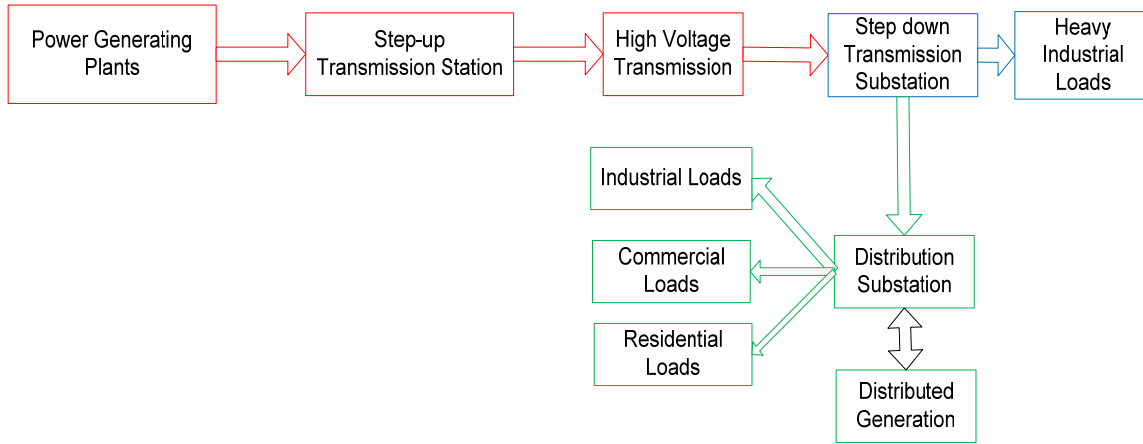 Power Generating
Plants
Step-up
Transmission Station
High Voltage
Transmission
Step down
Transmission
Substation
Heavy
Industrial
Loads
Industrial Loads
Commercial
Loads
Residential
Loads
Distribution
Substation
Distributed
Generation